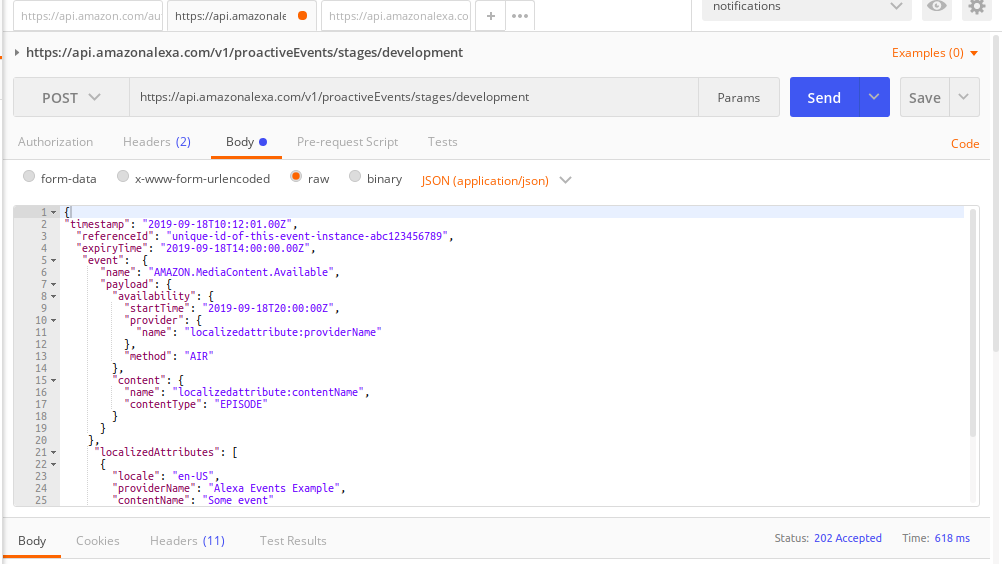 https://api.amazon.com/au https://api.amazonale https://api.amazonalexa.co + ••• notifications
https://api.amazonalexa.com/v1/proactiveEvents/stages/development Examples (0)
POST https://api.amazonalexa.com/v1/proactiveEvents/stages/development Params Send Save
Authorization Headers (2) Body Pre-request Script Tests Code
form-data x-www-form-urlencoded raw binary JSON (application/json)
1 {
2 "timestamp": "2019-09-18T10:12:01.00Z",
3 "referenceId": "unique-id-of-this-event-instance-abc123456789",
4 "expiryTime": "2019-09-18T14:00:00.00Z",
5 "event": {
6 "name": "AMAZON.MediaContent.Available",
7 "payload": {
8 "availability": {
9 "startTime": "2019-09-18T20:00:00Z",
10 "provider": {
11 "name": "localizedattribute:providerName"
12 },
13 "method": "AIR"
14 },
15 "content": {
16 "name": "localizedattribute:contentName",
17 "contentType": "EPISODE"
18 }
19 }
20 },
21 "localizedAttributes": [
22 {
23 "locale": "en-US",
24 "providerName": "Alexa Events Example",
25 "contentName": "Some event"
Body Cookies Headers (11) Test Results Status: 202 Accepted Time: 618 ms